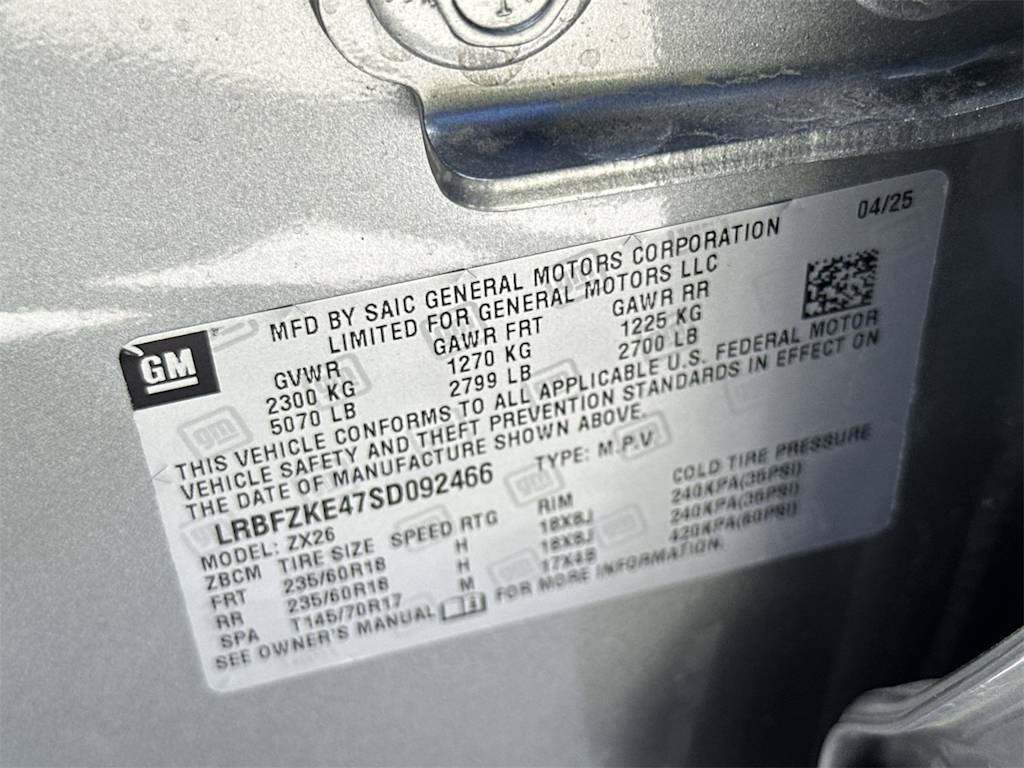 04/25
MFD BY SAIC GENERAL MOTORS CORPORATION
LIMITED FOR GENERAL MOTORS LLC
GM
GVWR GAWR FRT GAWR RR
2300 KG 1270 KG 1225 KG
5070 LB 2799 LB 2700 LB
THIS VEHICLE CONFORMS TO ALL APPLICABLE U.S. FEDERAL MOTOR
VEHICLE SAFETY AND THEFT PREVENTION STANDARDS IN EFFECT ON
THE DATE OF MANUFACTURE SHOWN ABOVE.
LRBFZKE47SD092466 TYPE: M.P.V
MODEL: ZX26
ZBCM TIRE SIZE SPEED RTG RIM COLD TIRE PRESSURE
FRT 235/60R18 H 18X8J 240KPA(35PSI)
RR 235/60R18 H 18X8J 240KPA(35PSI)
SPA T145/70R17 M 17X4B 420KPA(60PSI)
SEE OWNER'S MANUAL FOR MORE INFORMATION.